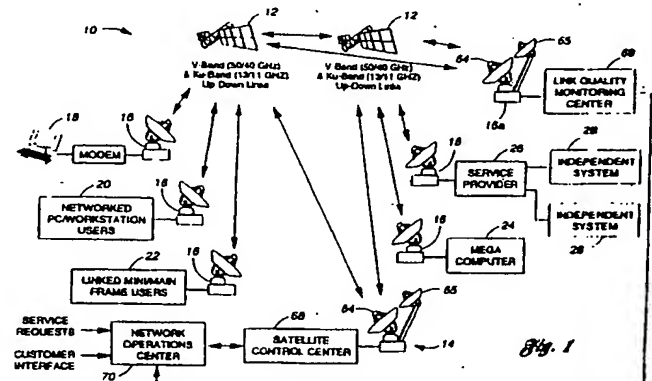 10
12
12
V-Band (50/40 GHz)
& Ku-Band (13/11 GHZ)
Up-Down Links
V-Band (50/40 GHz)
& Ku-Band (13/11 GHZ)
Up-Down Links
64
65
68
LINK QUALITY
MONITORING
CENTER
16a
18
16
MODEM
20
16
NETWORKED
PC/WORKSTATION
USERS
22
16
LINKED MINI/MAIN
FRAME USERS
16
26
SERVICE
PROVIDER
28
INDEPENDENT
SYSTEM
INDEPENDENT
SYSTEM
28
16
24
MEGA
COMPUTER
64
65
68
SATELLITE
CONTROL CENTER
14
SERVICE
REQUESTS
CUSTOMER
INTERFACE
NETWORK
OPERATIONS
CENTER
70
Fig. 1